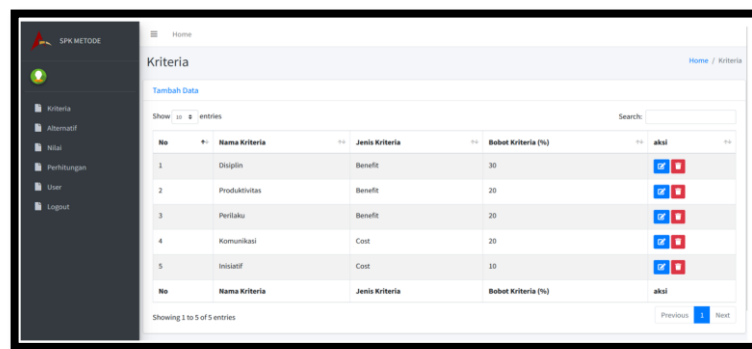 SPK METODE
Home
Kriteria
Home / Kriteria
Kriteria
Alternatif
Nilai
Perhitungan
User
Logout
Tambah Data
Show 10 entries
Search:
No Nama Kriteria Jenis Kriteria Bobot Kriteria (%) aksi
1 Disiplin Benefit 30
2 Produktivitas Benefit 20
3 Perilaku Benefit 20
4 Komunikasi Cost 20
5 Inisiatif Cost 10
No Nama Kriteria Jenis Kriteria Bobot Kriteria (%) aksi
Showing 1 to 5 of 5 entries
Previous 1 Next